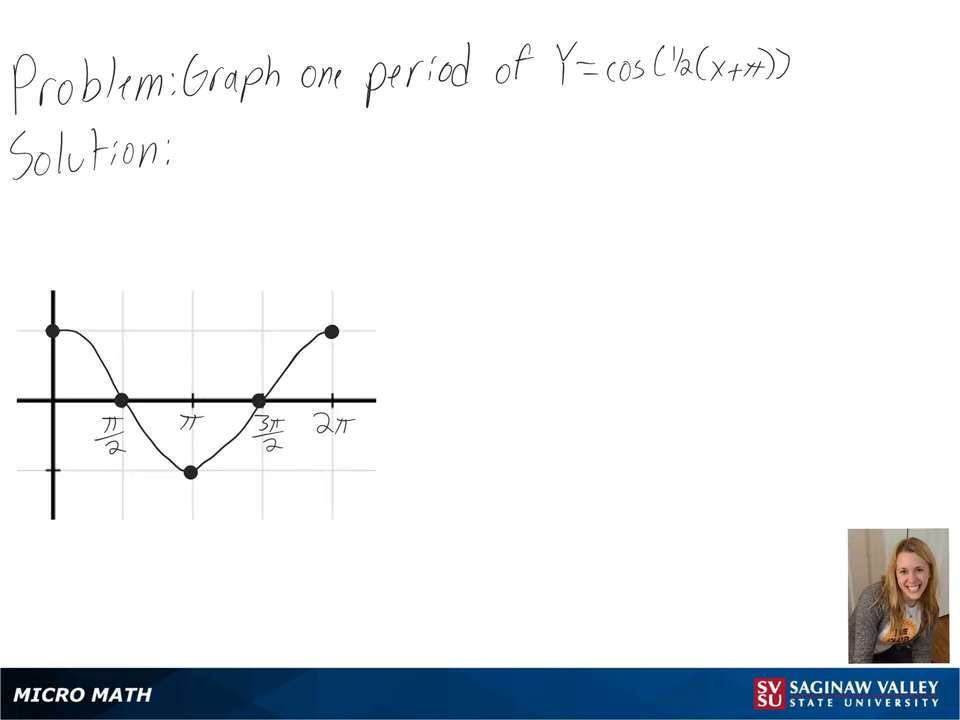 Problem: Graph one period of Y=cos(1/2(x+π))
Solution:
π/2 π 3π/2 2π
MICRO MATH
SVSU SAGINAW VALLEY
STATE UNIVERSITY